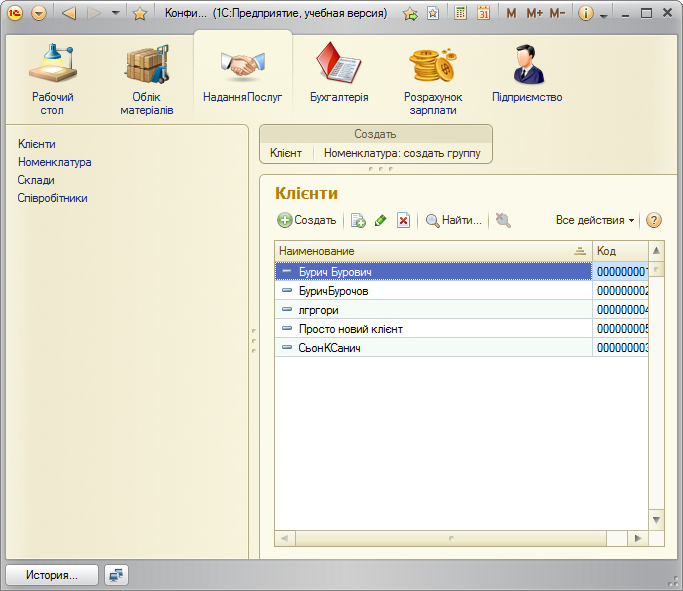 Конфи... (1С:Предприятие, учебная версия)
31 M M+ M-
Рабочий стол
Облік матеріалів
НаданняПослуг
Бухгалтерія
Розрахунок зарплати
Підприємство
Клієнти
Номенклатура
Склади
Співробітники
Создать
Клієнт Номенклатура: создать группу
Клієнти
Создать Найти... Все действия ?
Наименование Код
Бурич Бурович 000000001
БуричБурочов 000000002
лгргори 000000004
Просто новий клієнт 000000005
СьонКСанич 000000003
История...